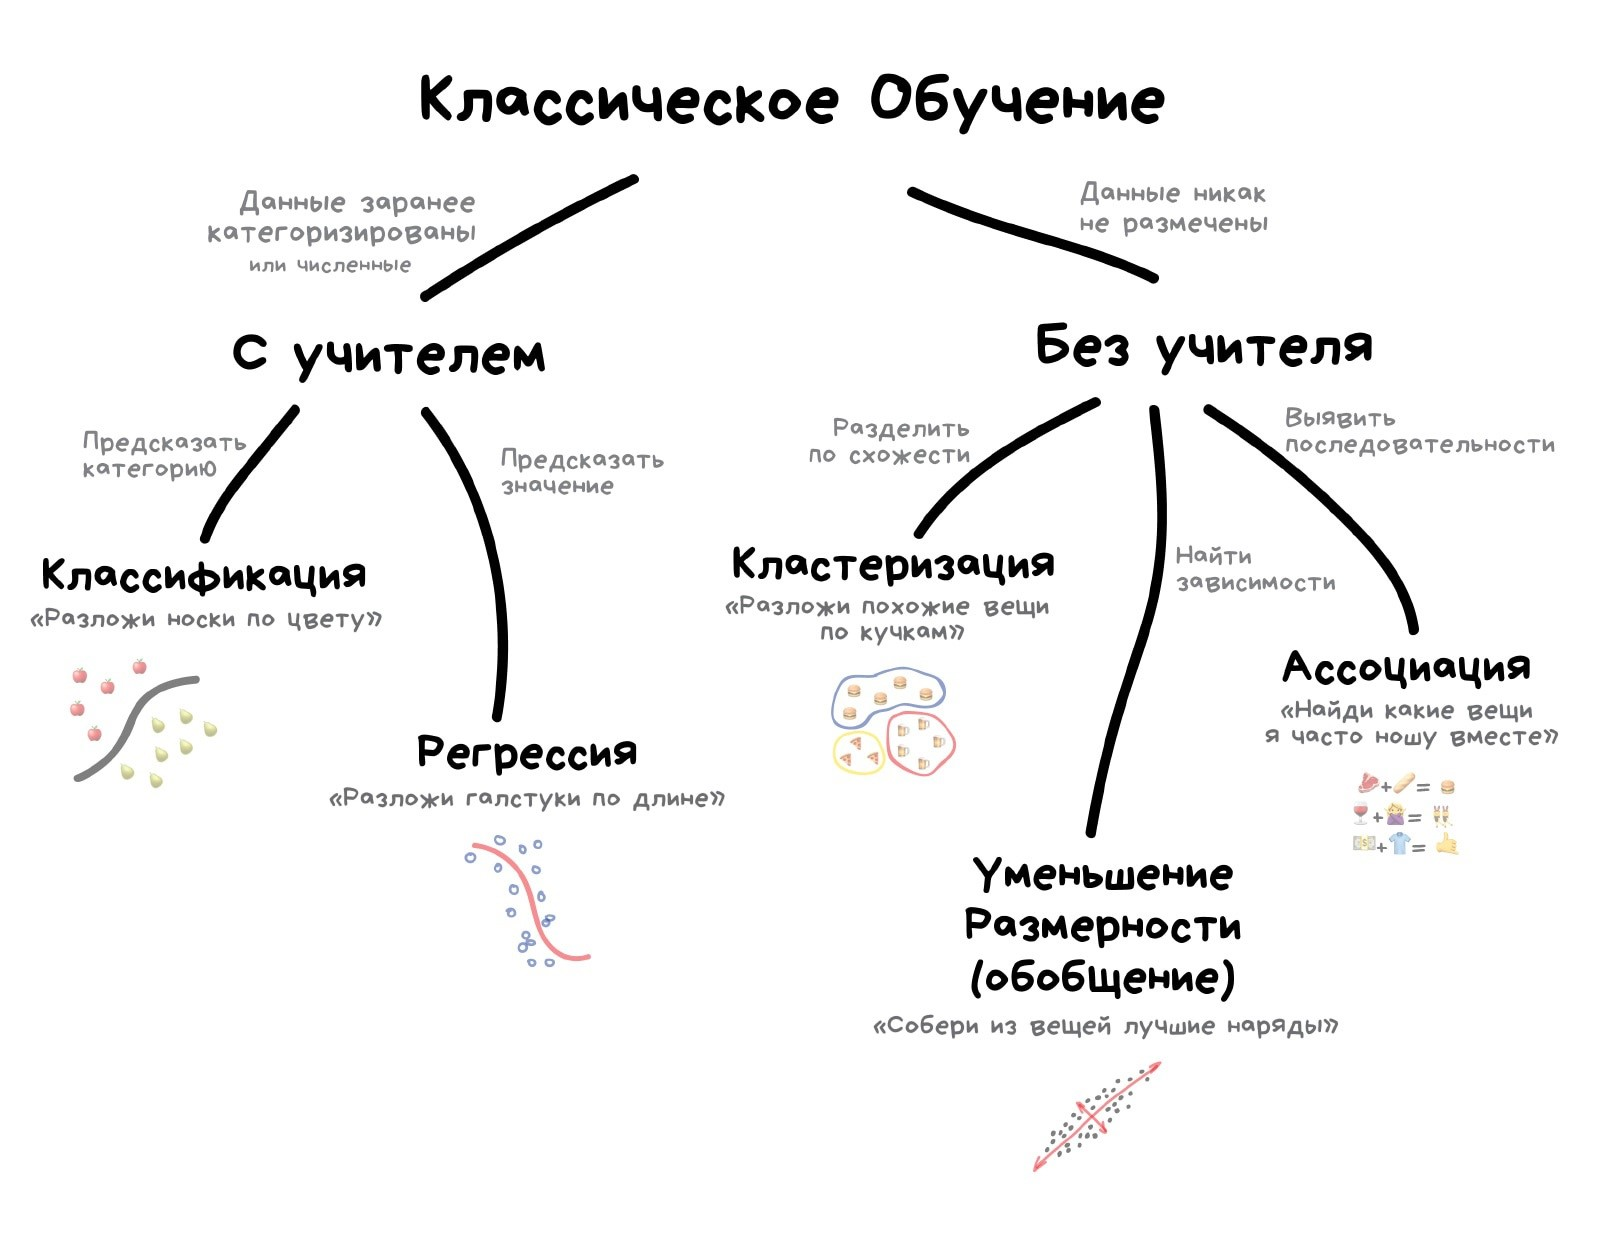 Классическое Обучение
Данные заранее
категоризированы
или численные
Данные никак
не размечены
С учителем
Без учителя
Предсказать
категорию
Предсказать
значение
Разделить
по схожести
Найти
зависимости
Выявить
последовательности
Классификация
«Разложи носки по цвету»
Регрессия
«Разложи галстуки по длине»
Кластеризация
«Разложи похожие вещи
по кучкам»
Уменьшение
Размерности
(обобщение)
«Собери из вещей лучшие наряды»
Ассоциация
«Найди какие вещи
я часто ношу вместе»